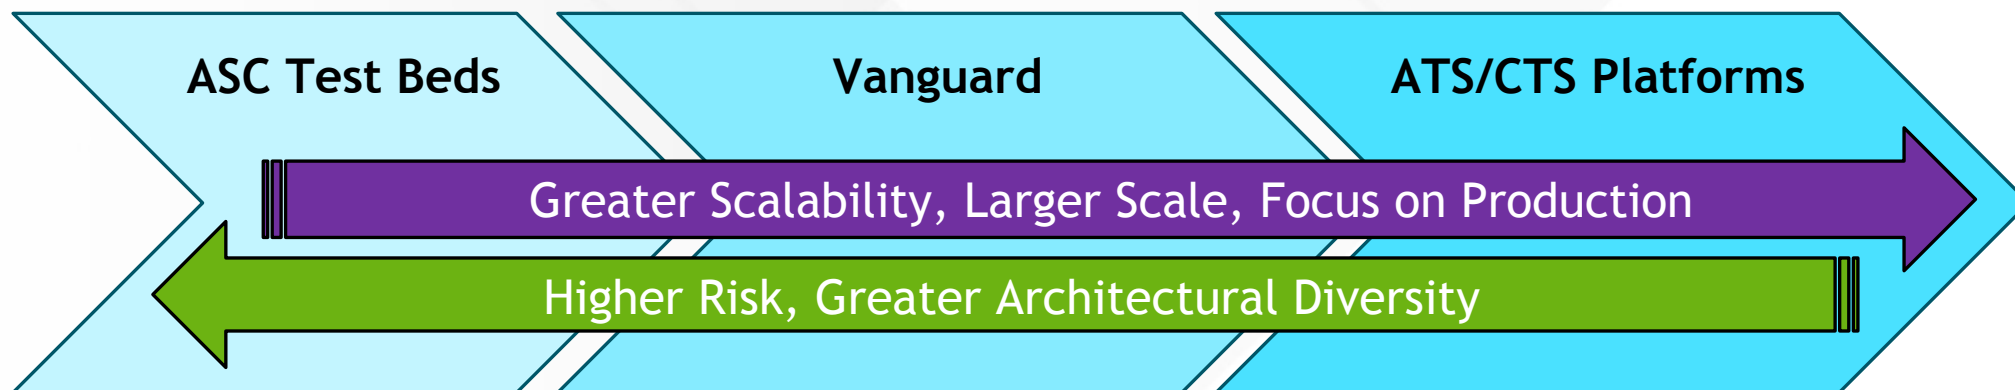 ASC Test Beds
Vanguard
ATS/CTS Platforms
Greater Scalability, Larger Scale, Focus on Production
Higher Risk, Greater Architectural Diversity